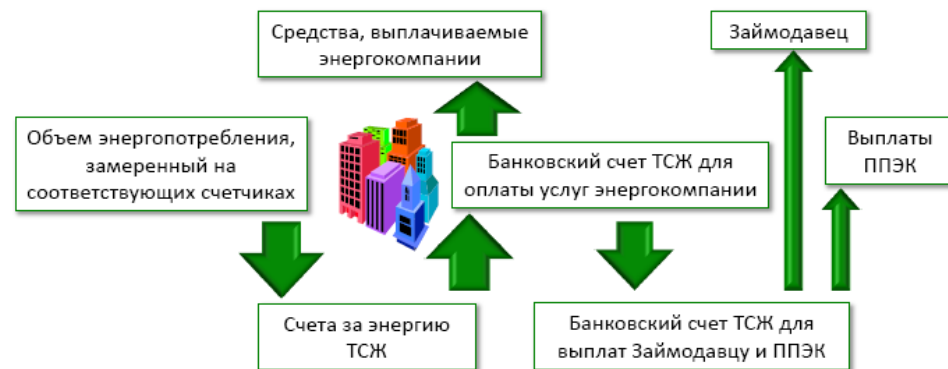 Средства, выплачиваемые
энергокомпании
Займодавец
Объем энергопотребления,
замеренный на
соответствующих счетчиках
Банковский счет ТСЖ для
оплаты услуг энергокомпании
Выплаты
ППЭК
Счета за энергию
ТСЖ
Банковский счет ТСЖ для
выплат Займодавцу и ППЭК